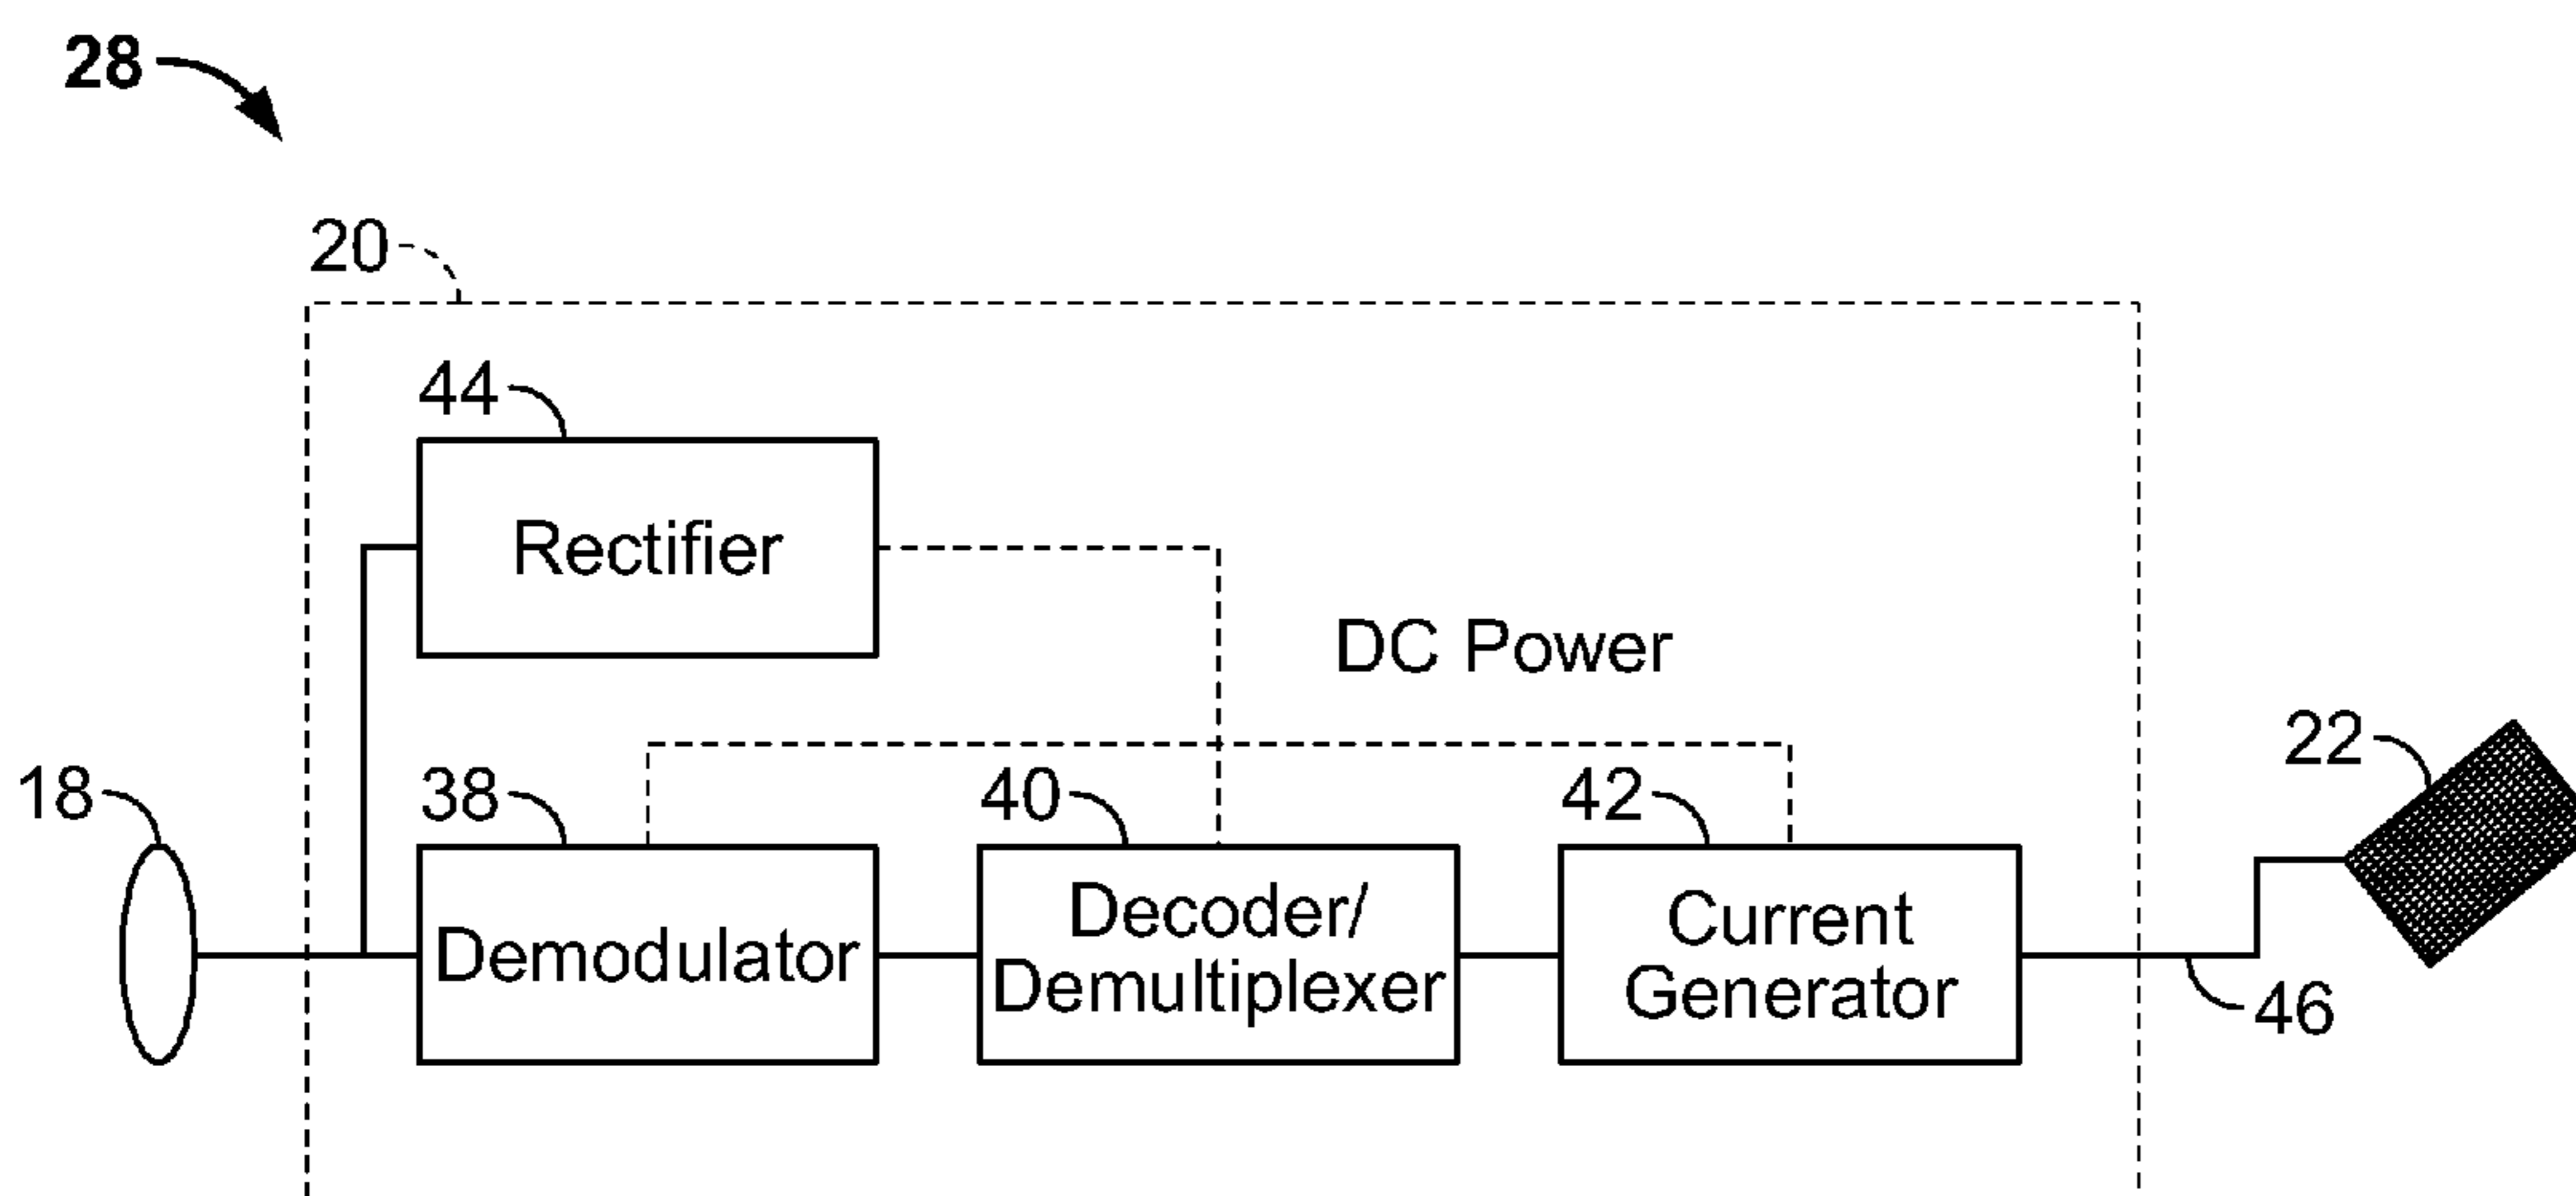 28
20
44
Rectifier
DC Power
22
18
38
40
42
Demodulator
Decoder/
Demultiplexer
Current
Generator
46